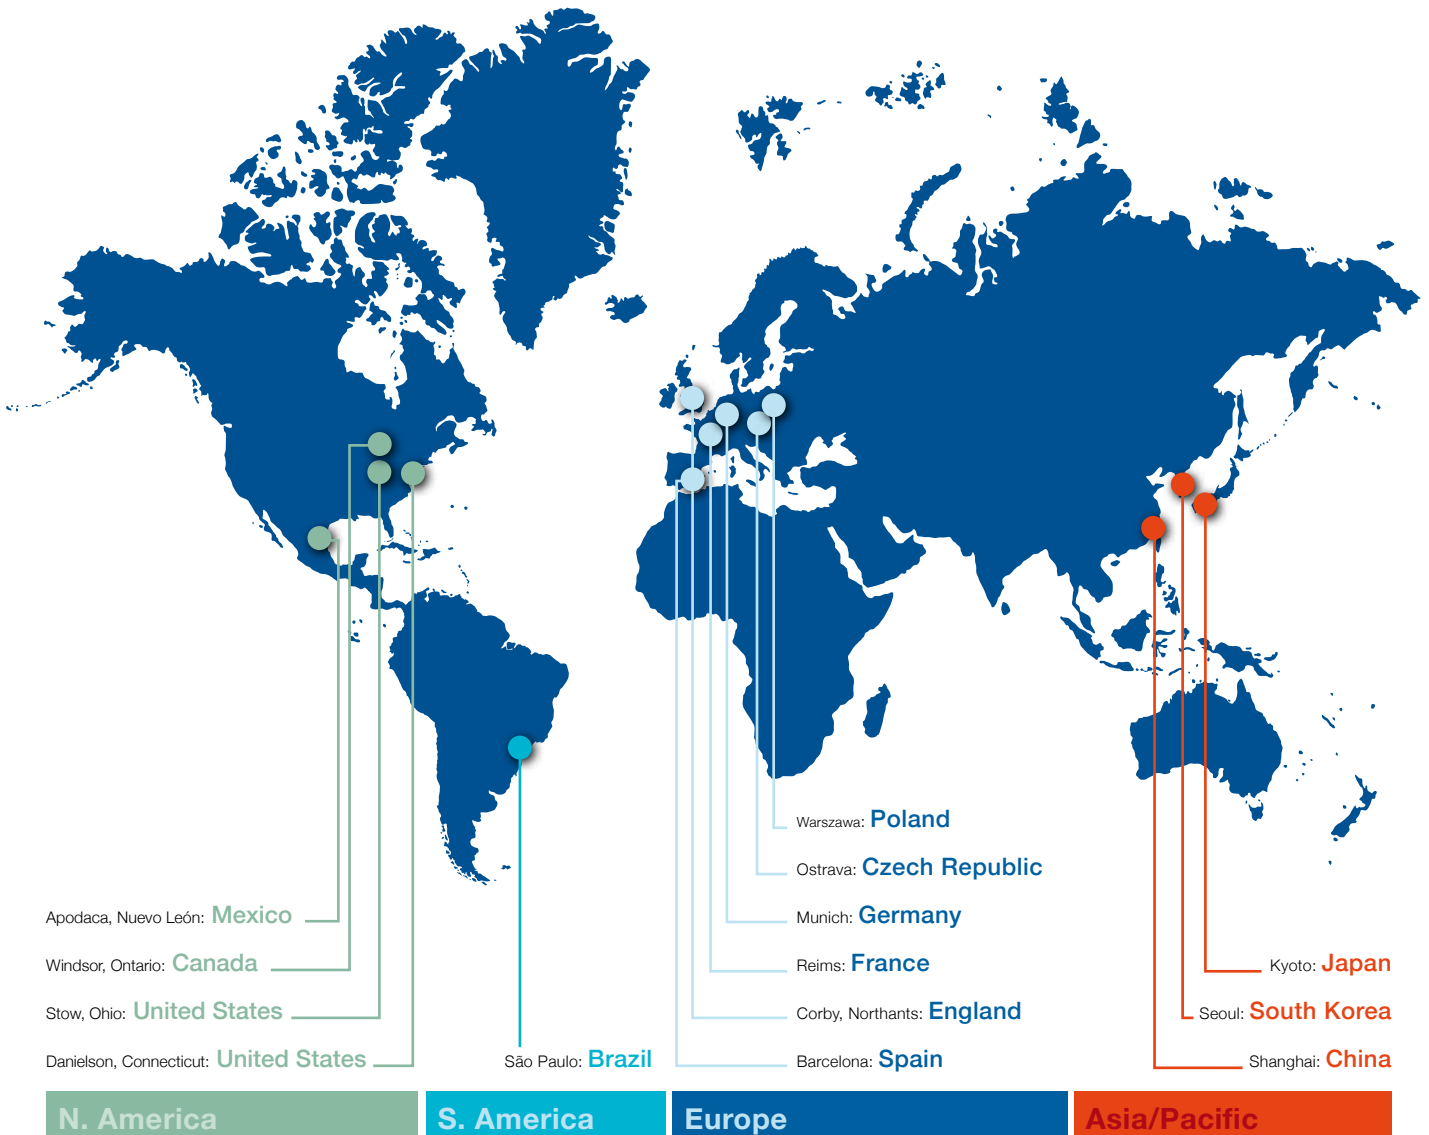 Warszawa: Poland
Ostrava: Czech Republic
Apodaca, Nuevo León: Mexico
Munich: Germany
Windsor, Ontario: Canada
Reims: France
Kyoto: Japan
Stow, Ohio: United States
Corby, Northants: England
Seoul: South Korea
Danielson, Connecticut: United States
São Paulo: Brazil
Barcelona: Spain
Shanghai: China
N. America
S. America
Europe
Asia/Pacific